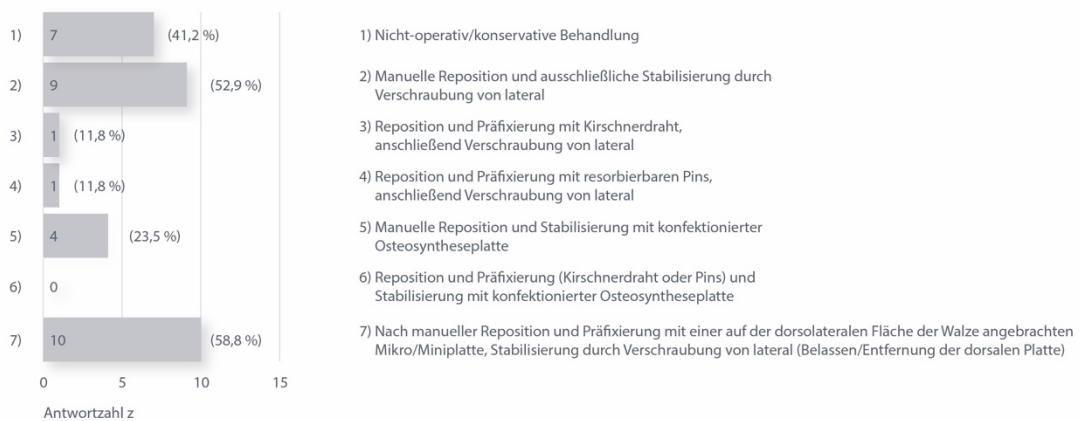 1) 7 (41,2 %)
2) 9 (52,9 %)
3) 1 (11,8 %)
4) 1 (11,8 %)
5) 4 (23,5 %)
6) 0
7) 10 (58,8 %)
0 5 10 15
Antwortzahl z
1) Nicht-operativ/konservative Behandlung
2) Manuelle Reposition und ausschließliche Stabilisierung durch
Verschraubung von lateral
3) Reposition und Präfixierung mit Kirschnerdraht,
anschließend Verschraubung von lateral
4) Reposition und Präfixierung mit resorbierbaren Pins,
anschließend Verschraubung von lateral
5) Manuelle Reposition und Stabilisierung mit konfektionierter
Osteosyntheseplatte
6) Reposition und Präfixierung (Kirschnerdraht oder Pins) und
Stabilisierung mit konfektionierter Osteosyntheseplatte
7) Nach manueller Reposition und Präfixierung mit einer auf der dorsolateralen Fläche der Walze angebrachten
Mikro/Miniplatte, Stabilisierung durch Verschraubung von lateral (Belassen/Entfernung der dorsalen Platte)